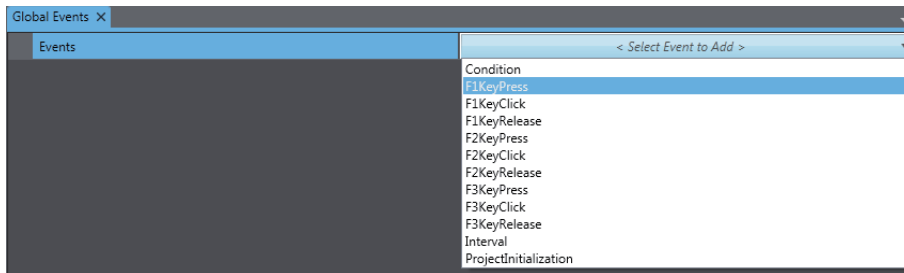 Global Events X
Events
< Select Event to Add >
Condition
F1KeyPress
F1KeyClick
F1KeyRelease
F2KeyPress
F2KeyClick
F2KeyRelease
F3KeyPress
F3KeyClick
F3KeyRelease
Interval
ProjectInitialization